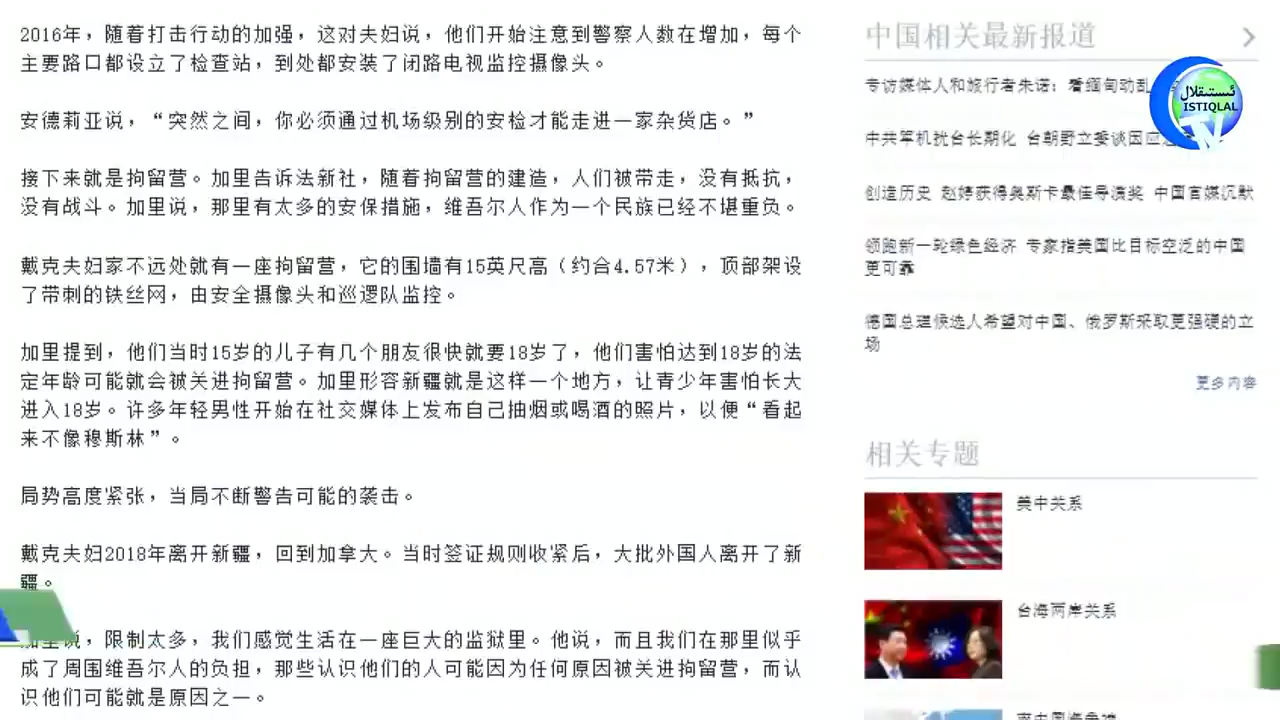 2016年，随着打击行动的加强，这对夫妇说，他们开始注意到警察人数在增加，每个
主要路口都设立了检查站，到处都安装了闭路电视监控摄像头。
安德莉亚说，“突然之间，你必须通过机场级别的安检才能走进一家杂货店。”
接下来就是拘留营。加里告诉法新社，随着拘留营的建造，人们被带走，没有抵抗，
没有战斗。加里说，那里有太多的安保措施，维吾尔人作为一个民族已经不堪重负。
戴克夫妇家不远处就有一座拘留营，它的围墙有15英尺高（约合4.57米），顶部架设
了带刺的铁丝网，由安全摄像头和巡逻队监控。
加里提到，他们当时15岁的儿子有几个朋友很快就要18岁了，他们害怕达到18岁的法
定年龄可能就会被关进拘留营。加里形容新疆就是这样一个地方，让青少年害怕长大
进入18岁。许多年轻男性开始在社交媒体上发布自己抽烟或喝酒的照片，以便“看起
来不像穆斯林”。
局势高度紧张，当局不断警告可能的袭击。
戴克夫妇2018年离开新疆，回到加拿大。当时签证规则收紧后，大批外国人离开了新
疆。
加里说，限制太多，我们感觉生活在一座巨大的监狱里。他说，而且我们在那里似乎
成了周围维吾尔人的负担，那些认识他们的人可能因为任何原因被关进拘留营，而认
识他们可能就是原因之一。
中国相关最新报道
专访媒体人和旅行者朱诺：看缅甸动乱
中共军机扰台长期化 台朝野立委谈因应
创造历史 赵婷获得奥斯卡最佳导演奖 中国官媒沉默
领跑新一轮绿色经济 专家指美国比目标空泛的中国
更可靠
德国总理候选人希望对中国、俄罗斯采取更强硬的立
场
更多内容
相关专题
美中关系
台海两岸关系
ئىستىقلال
ISTIQLAL
TV